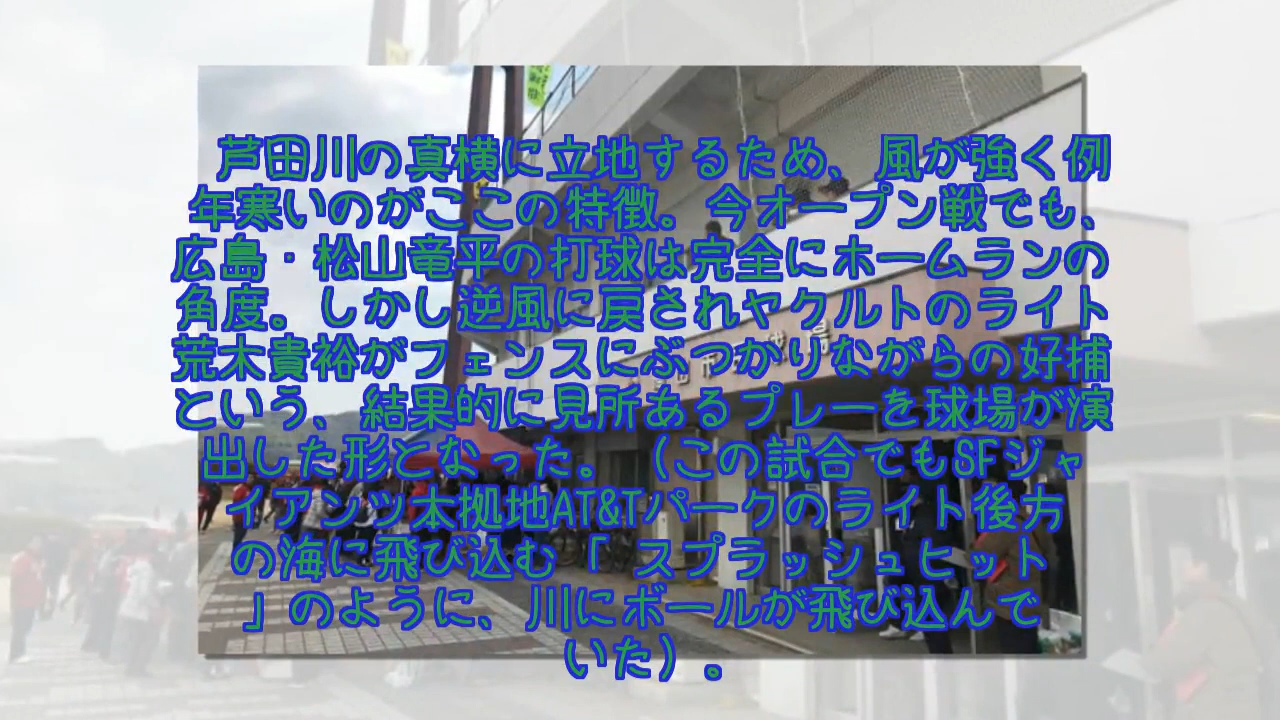 芦田川の真横に立地するため、風が強く例
年寒いのがここの特徴。今オープン戦でも、
広島・松山竜平の打球は完全にホームランの
角度。しかし逆風に戻されヤクルトのライト
荒木貴裕がフェンスにぶつかりながらの好捕
という、結果的に見所あるプレーを球場が演
出した形となった。（この試合でもSFジャ
イアンツ本拠地AT&Tパークのライト後方
の海に飛び込む「スプラッシュヒット
」のように、川にボールが飛び込んで
いた）。